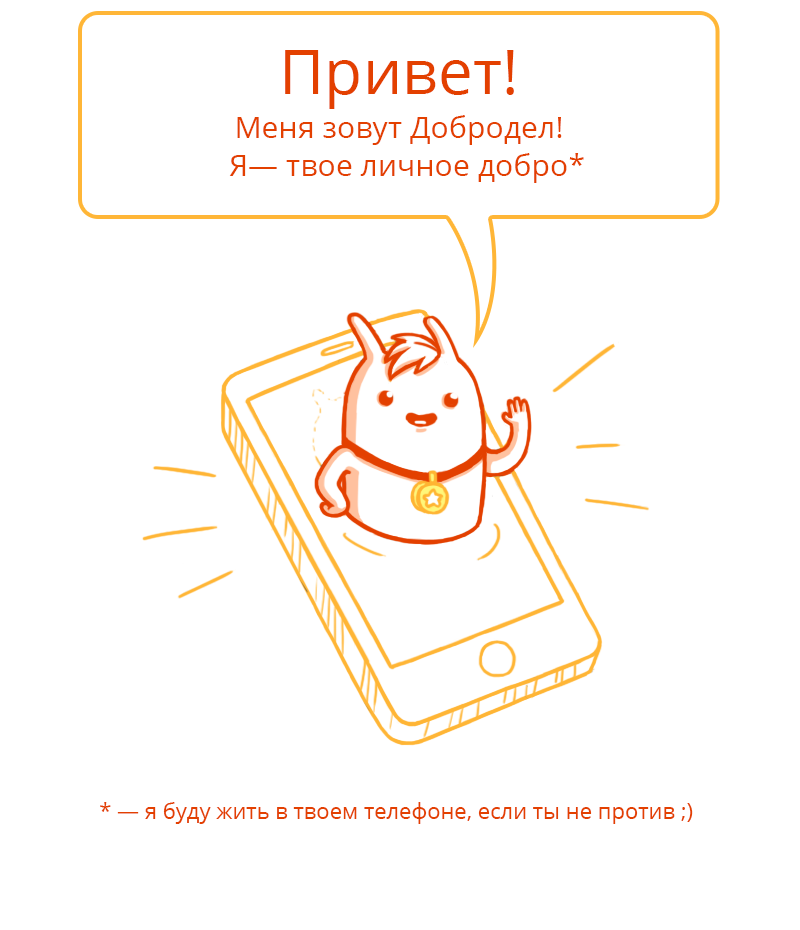 Привет!
Меня зовут Добродел!
Я— твое личное добро*
* — я буду жить в твоем телефоне, если ты не против ;)